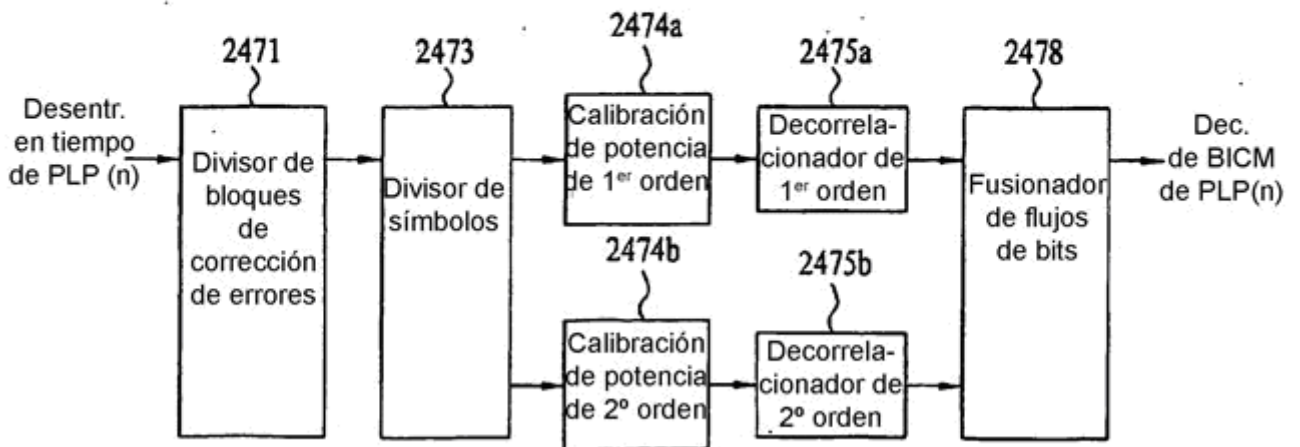 2474a
2471
2473
2475a
2478
Desentr.
en tiempo
de PLP (n)
Divisor de
bloques
de
corrección
de errores
Divisor de
símbolos
Calibración
de potencia
de 1er orden
Decorrela-
cionador de
1er orden
Fusionador
de flujos
de bits
Dec.
de BICM
de PLP(n)
2474b
2475b
Calibración
de potencia
de 2º orden
Decorrela-
cionador de
2º orden